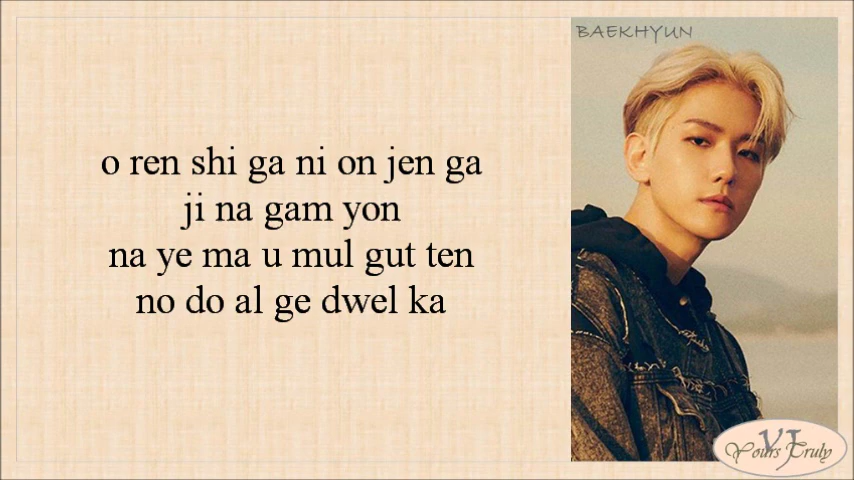 BAEKHYUN
o ren shi ga ni on jen ga
ji na gam yon
na ye ma u mul gut ten
no do al ge dwel ka
VJ
Yours Truly